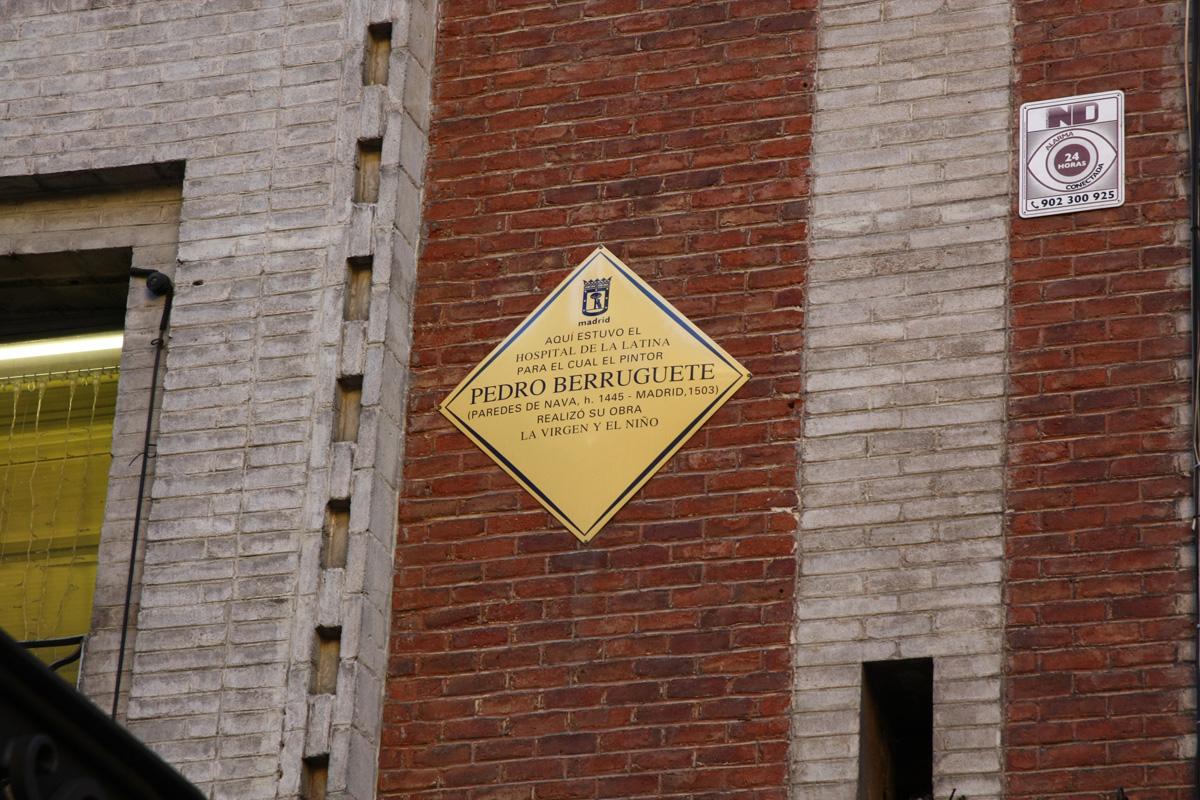 madrid
AQUÍ ESTUVO EL
HOSPITAL DE LA LATINA
PARA EL CUAL EL PINTOR
PEDRO BERRUGUETE
(PAREDES DE NAVA, h. 1445 - MADRID,1503)
REALIZÓ SU OBRA
LA VIRGEN Y EL NIÑO
ND
ALARMA
24
HORAS
CONECTADA
902 300 925